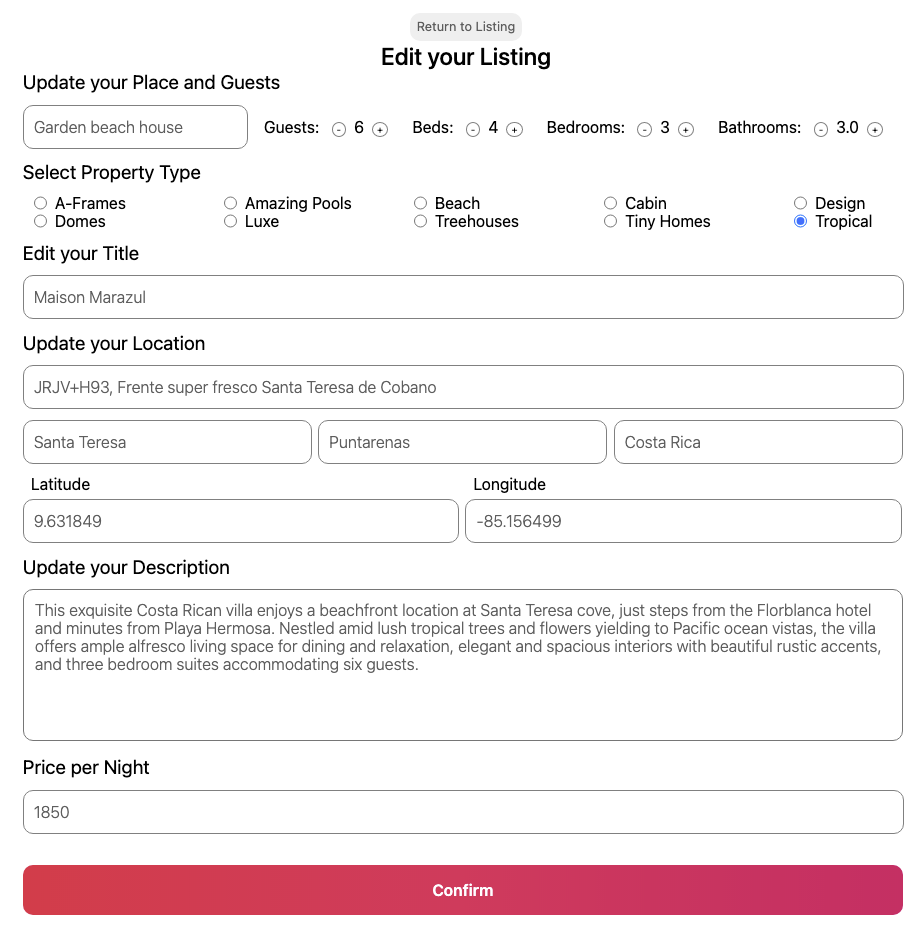 Return to Listing
Edit your Listing
Update your Place and Guests
Garden beach house
Guests: - 6 + Beds: - 4 + Bedrooms: - 3 + Bathrooms: - 3.0 +
Select Property Type
A-Frames Amazing Pools Beach Cabin Design
Domes Luxe Treehouses Tiny Homes Tropical
Edit your Title
Maison Marazul
Update your Location
JRJV+H93, Frente super fresco Santa Teresa de Cobano
Santa Teresa Puntarenas Costa Rica
Latitude Longitude
9.631849 -85.156499
Update your Description
This exquisite Costa Rican villa enjoys a beachfront location at Santa Teresa cove, just steps from the Florblanca hotel
and minutes from Playa Hermosa. Nestled amid lush tropical trees and flowers yielding to Pacific ocean vistas, the villa
offers ample alfresco living space for dining and relaxation, elegant and spacious interiors with beautiful rustic accents,
and three bedroom suites accommodating six guests.
Price per Night
1850
Confirm